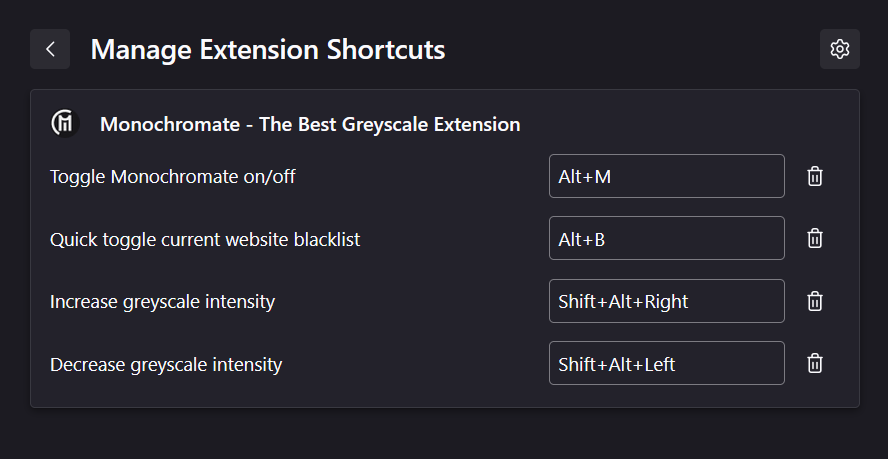 Manage Extension Shortcuts
Monochromate - The Best Greyscale Extension
Toggle Monochromate on/off Alt+M
Quick toggle current website blacklist Alt+B
Increase greyscale intensity Shift+Alt+Right
Decrease greyscale intensity Shift+Alt+Left